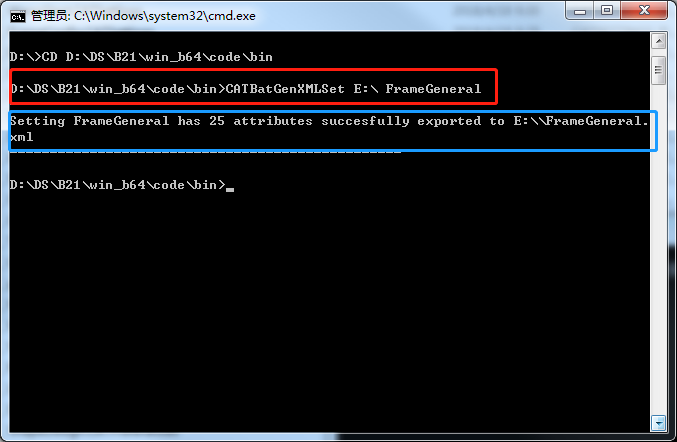 管理员: C:\Windows\system32\cmd.exe
D:\>CD D:\DS\B21\win_b64\code\bin
D:\DS\B21\win_b64\code\bin>CATBatGenXMLSet E:\ FrameGeneral
Setting FrameGeneral has 25 attributes succesfully exported to E:\\FrameGeneral.
xml
--------------------------------------------------
D:\DS\B21\win_b64\code\bin>_